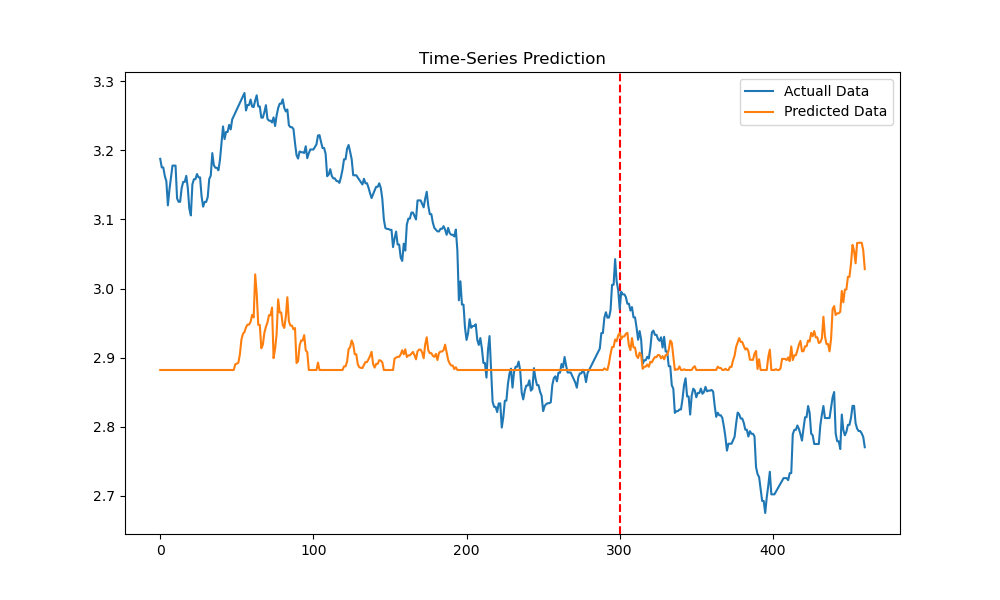 Time-Series Prediction
Actuall Data
Predicted Data
3.3
3.2
3.1
3.0
2.9
2.8
2.7
0 100 200 300 400